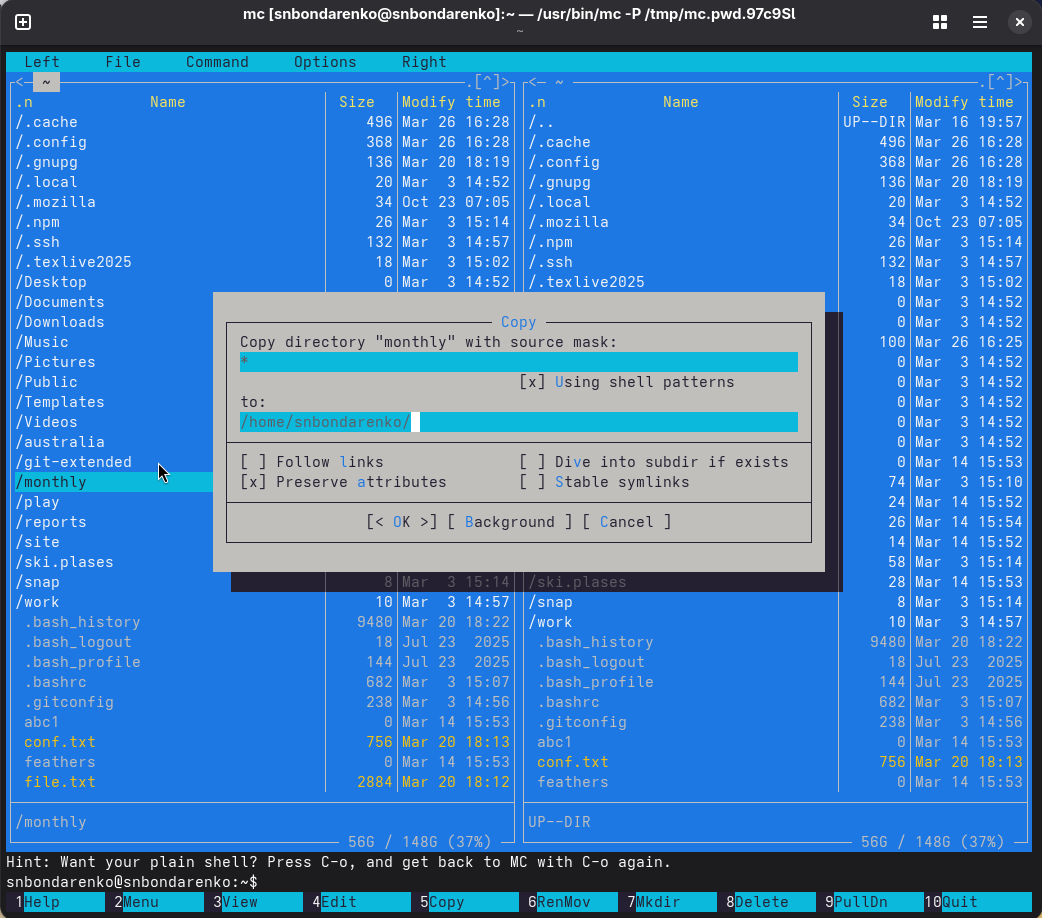 mc [snbondarenko@snbondarenko]:~ — /usr/bin/mc -P /tmp/mc.pwd.97c9Sl
~
Left File Command Options Right
<─ ~ .[^]> <─ ~ .[^]>
.n Name Size Modify time .n Name Size Modify time
/.cache 496 Mar 26 16:28 /.. UP--DIR Mar 16 19:57
/.config 368 Mar 26 16:28 /.cache 496 Mar 26 16:28
/.gnupg 136 Mar 20 18:19 /.config 368 Mar 26 16:28
/.local 20 Mar 3 14:52 /.gnupg 136 Mar 20 18:19
/.mozilla 34 Oct 23 07:05 /.local 20 Mar 3 14:52
/.npm 26 Mar 3 15:14 /.mozilla 34 Oct 23 07:05
/.ssh 132 Mar 3 14:57 /.npm 26 Mar 3 15:14
/.texlive2025 18 Mar 3 15:02 /.ssh 132 Mar 3 14:57
/Desktop 0 Mar 3 14:52 /.texlive2025 18 Mar 3 15:02
/Documents 0 Mar 3 14:52
/Downloads Copy 0 Mar 3 14:52
/Music Copy directory "monthly" with source mask: 100 Mar 26 16:25
/Pictures * 0 Mar 3 14:52
/Public [x] Using shell patterns 0 Mar 3 14:52
/Templates to: 0 Mar 3 14:52
/Videos /home/snbondarenko/ 0 Mar 3 14:52
/australia 0 Mar 3 14:52
/git-extended [ ] Follow links [ ] Dive into subdir if exists 0 Mar 14 15:53
/monthly [x] Preserve attributes [ ] Stable symlinks 74 Mar 3 15:10
/play 24 Mar 14 15:52
/reports [< OK >] [ Background ] [ Cancel ] 26 Mar 14 15:54
/site 14 Mar 14 15:52
/ski.plases 58 Mar 3 15:14
/snap 8 Mar 3 15:14 /ski.plases 28 Mar 14 15:53
/work 10 Mar 3 14:57 /snap 8 Mar 3 15:14
.bash_history 9480 Mar 20 18:22 /work 10 Mar 3 14:57
.bash_logout 18 Jul 23 2025 .bash_history 9480 Mar 20 18:22
.bash_profile 144 Jul 23 2025 .bash_logout 18 Jul 23 2025
.bashrc 682 Mar 3 15:07 .bash_profile 144 Jul 23 2025
.gitconfig 238 Mar 3 14:56 .bashrc 682 Mar 3 15:07
abc1 0 Mar 14 15:53 .gitconfig 238 Mar 3 14:56
conf.txt 756 Mar 20 18:13 abc1 0 Mar 14 15:53
feathers 0 Mar 14 15:53 conf.txt 756 Mar 20 18:13
file.txt 2884 Mar 20 18:12 feathers 0 Mar 14 15:53
/monthly UP--DIR
56G / 148G (37%) 56G / 148G (37%)
Hint: Want your plain shell? Press C-o, and get back to MC with C-o again.
snbondarenko@snbondarenko:~$
1Help 2Menu 3View 4Edit 5Copy 6RenMov 7Mkdir 8Delete 9PullDn 10Quit